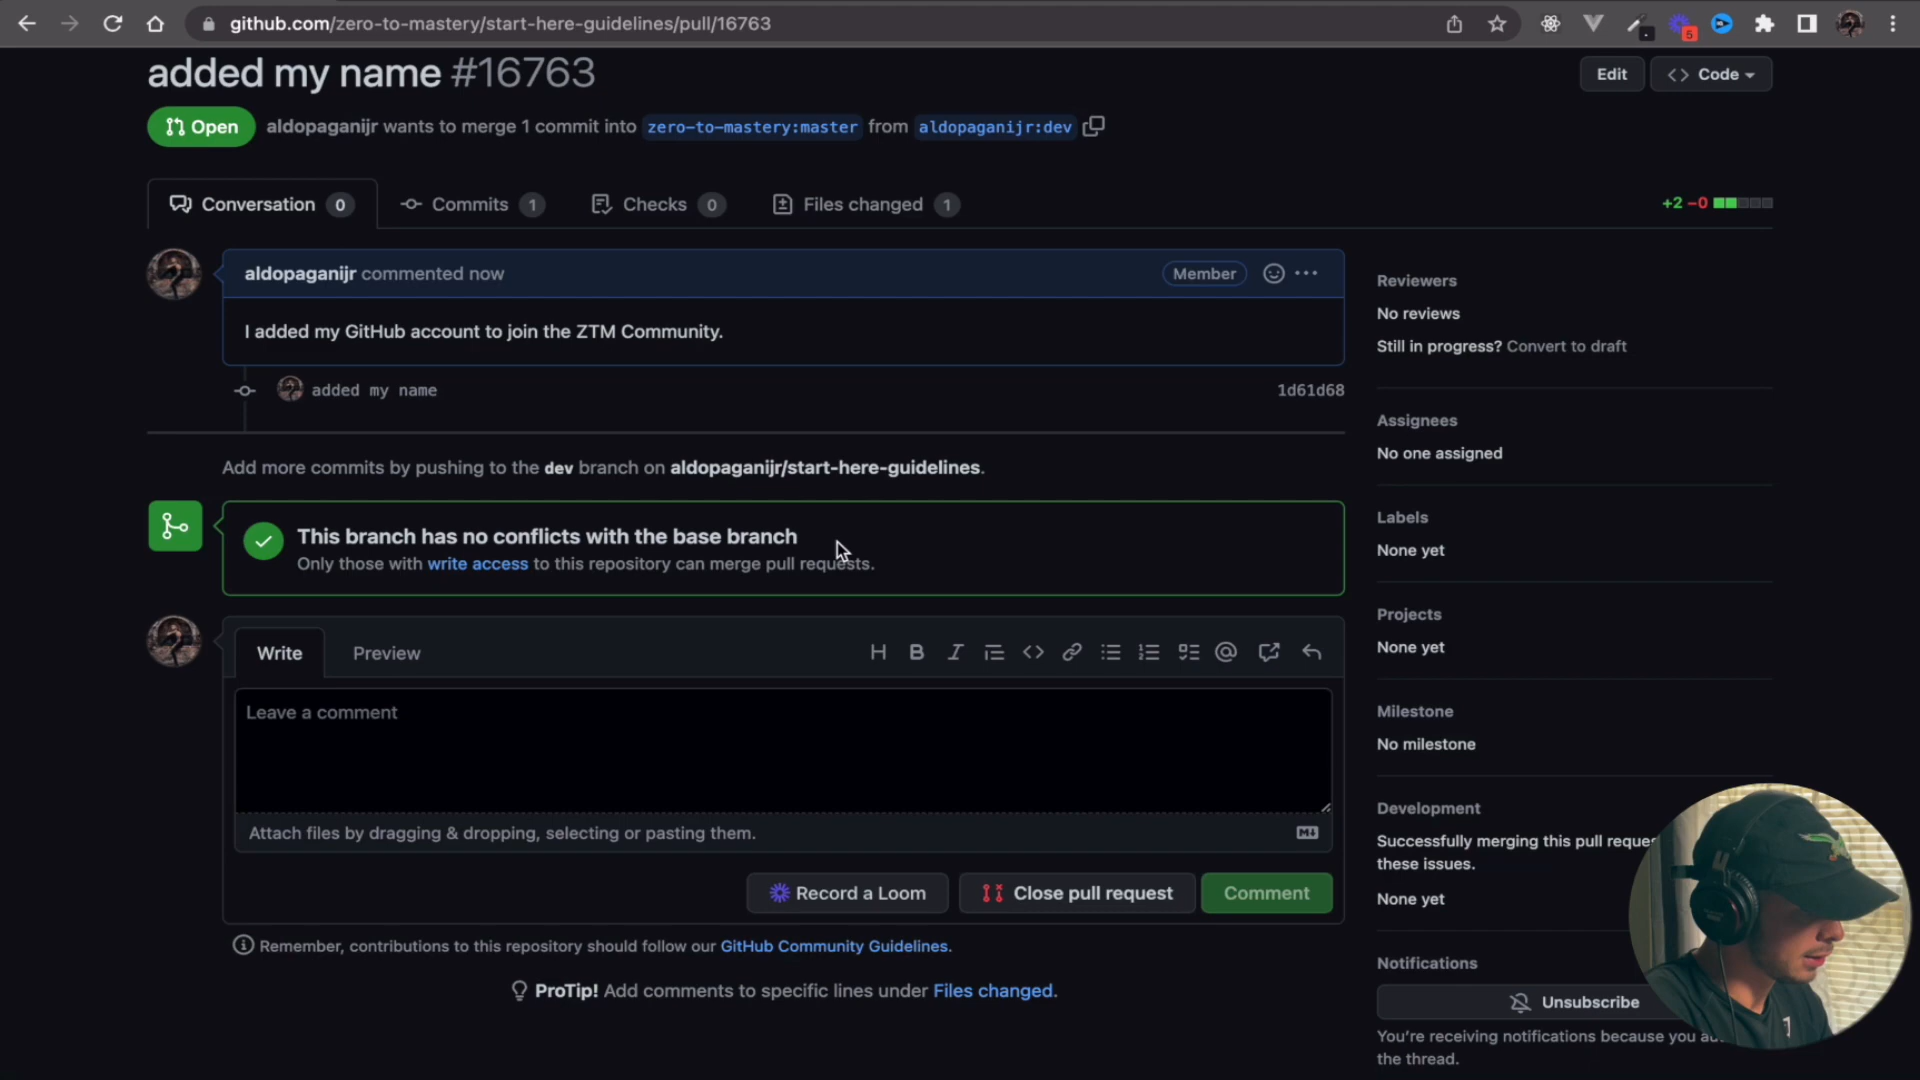 github.com/zero-to-mastery/start-here-guidelines/pull/16763
5
added my name #16763
Edit
Code
Open
aldopaganijr wants to merge 1 commit into zero-to-mastery:master from aldopaganijr:dev
Conversation 0
Commits 1
Checks 0
Files changed 1
+2 −0
aldopaganijr commented now
Member
I added my GitHub account to join the ZTM Community.
added my name
1d61d68
Add more commits by pushing to the dev branch on aldopaganijr/start-here-guidelines.
This branch has no conflicts with the base branch
Only those with write access to this repository can merge pull requests.
Write
Preview
Leave a comment
Attach files by dragging & dropping, selecting or pasting them.
Record a Loom
Close pull request
Comment
Remember, contributions to this repository should follow our GitHub Community Guidelines.
ProTip! Add comments to specific lines under Files changed.
Reviewers
No reviews
Still in progress? Convert to draft
Assignees
No one assigned
Labels
None yet
Projects
None yet
Milestone
No milestone
Development
Successfully merging this pull
these issues.
None yet
Notifications
Unsubscribe
You're receiving notifications because you
the thread.